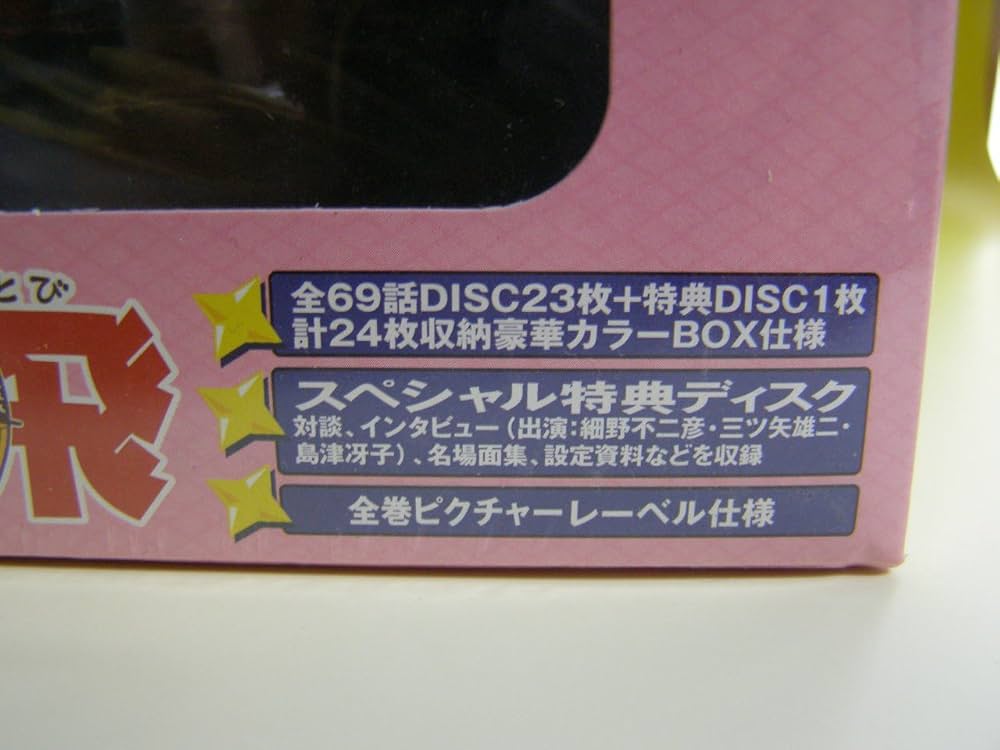 とび
全69話DISC23枚＋特典DISC1枚
計24枚収納豪華カラーBOX仕様
スペシャル特典ディスク
対談、インタビュー（出演：細野不二彦・三ツ矢雄二・
島津冴子）、名場面集、設定資料などを収録
全巻ピクチャーレーベル仕様